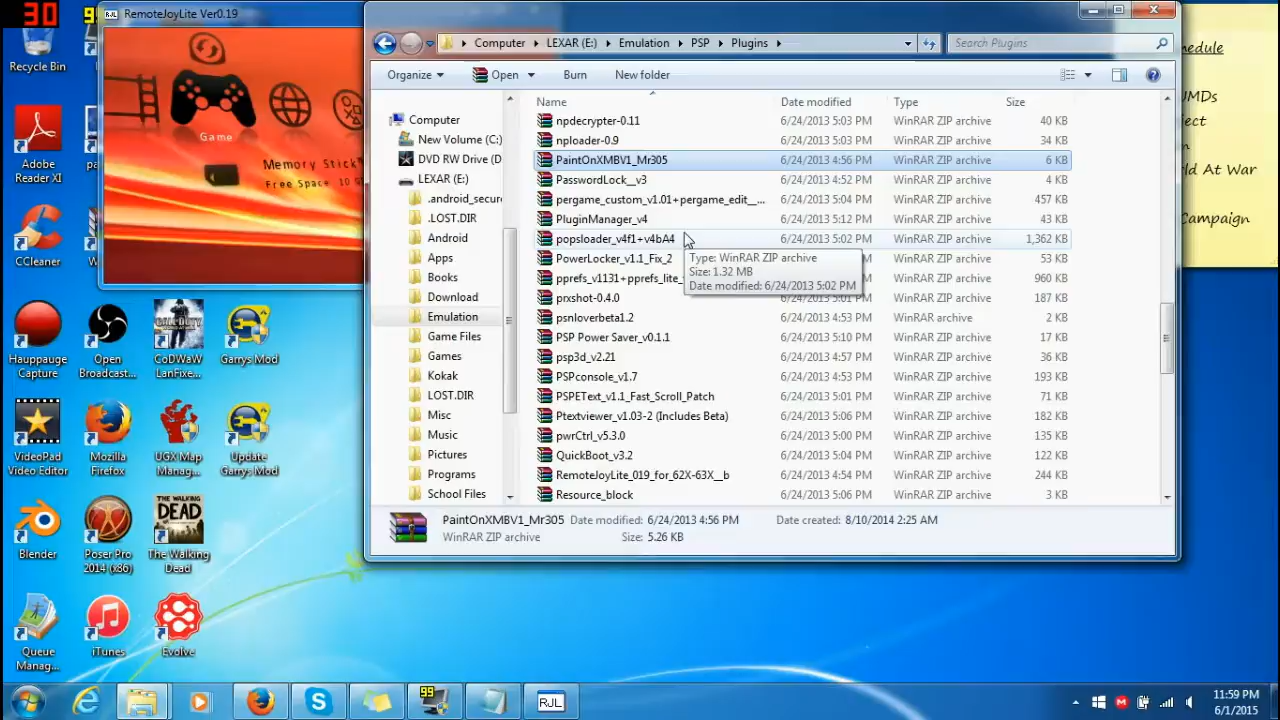 30
99
RJL RemoteJoyLite Ver0.19
Game
Memory Stick
Free Space
Recycle Bin
Adobe
Reader XI
CCleaner
Hauppauge
Capture
Open
Broadcast...
CoDWaW
LanFixe...
Garrys Mod
VideoPad
Video Editor
Mozilla
Firefox
UGX Map
Manag...
Update
Garrys Mod
Blender
Poser Pro
2014 (x86)
The Walking
Dead
Queue
Manag...
iTunes
Evolve
Computer LEXAR (E:) Emulation PSP Plugins
Search Plugins
Organize Open Burn New folder
Computer
New Volume (C:)
DVD RW Drive (D
LEXAR (E:)
.android_secure
.LOST.DIR
Android
Apps
Books
Download
Emulation
Game Files
Games
Kokak
LOST.DIR
Misc
Music
Pictures
Programs
School Files
Name Date modified Type Size
npdecrypter-0.11 6/24/2013 5:03 PM WinRAR ZIP archive 40 KB
nploader-0.9 6/24/2013 5:03 PM WinRAR ZIP archive 34 KB
PaintOnXMBV1_Mr305 6/24/2013 4:56 PM WinRAR ZIP archive 6 KB
PasswordLock__v3 6/24/2013 4:52 PM WinRAR ZIP archive 4 KB
pergame_custom_v1.01+pergame_edit__... 6/24/2013 5:04 PM WinRAR ZIP archive 457 KB
PluginManager_v4 6/24/2013 5:12 PM WinRAR ZIP archive 43 KB
popsloader_v4f1+v4bA4 6/24/2013 5:02 PM WinRAR ZIP archive 1,362 KB
PowerLocker_v1.1_Fix_2 WinRAR ZIP archive 53 KB
pprefs_v1131+pprefs_lite_ WinRAR ZIP archive 960 KB
prxshot-0.4.0 6/24/2013 5:01 PM WinRAR ZIP archive 187 KB
psnloverbeta1.2 6/24/2013 4:53 PM WinRAR archive 2 KB
PSP Power Saver_v0.1.1 6/24/2013 5:10 PM WinRAR ZIP archive 17 KB
psp3d_v2.21 6/24/2013 4:57 PM WinRAR ZIP archive 36 KB
PSPconsole_v1.7 6/24/2013 4:53 PM WinRAR ZIP archive 193 KB
PSPEText_v1.1_Fast_Scroll_Patch 6/24/2013 5:01 PM WinRAR ZIP archive 71 KB
Ptextviewer_v1.03-2 (Includes Beta) 6/24/2013 5:06 PM WinRAR ZIP archive 182 KB
pwrCtrl_v5.3.0 6/24/2013 5:00 PM WinRAR ZIP archive 135 KB
QuickBoot_v3.2 6/24/2013 5:04 PM WinRAR ZIP archive 122 KB
RemoteJoyLite_019_for_62X-63X__b 6/24/2013 4:54 PM WinRAR ZIP archive 244 KB
Resource_block 6/24/2013 5:06 PM WinRAR ZIP archive 3 KB
Type: WinRAR ZIP archive
Size: 1.32 MB
Date modified: 6/24/2013 5:02 PM
PaintOnXMBV1_Mr305 Date modified: 6/24/2013 4:56 PM Date created: 8/10/2014 2:25 AM
WinRAR ZIP archive Size: 5.26 KB
edule
UMDs
ect
n
ld At War
Campaign
99
RJL
11:59 PM
6/1/2015